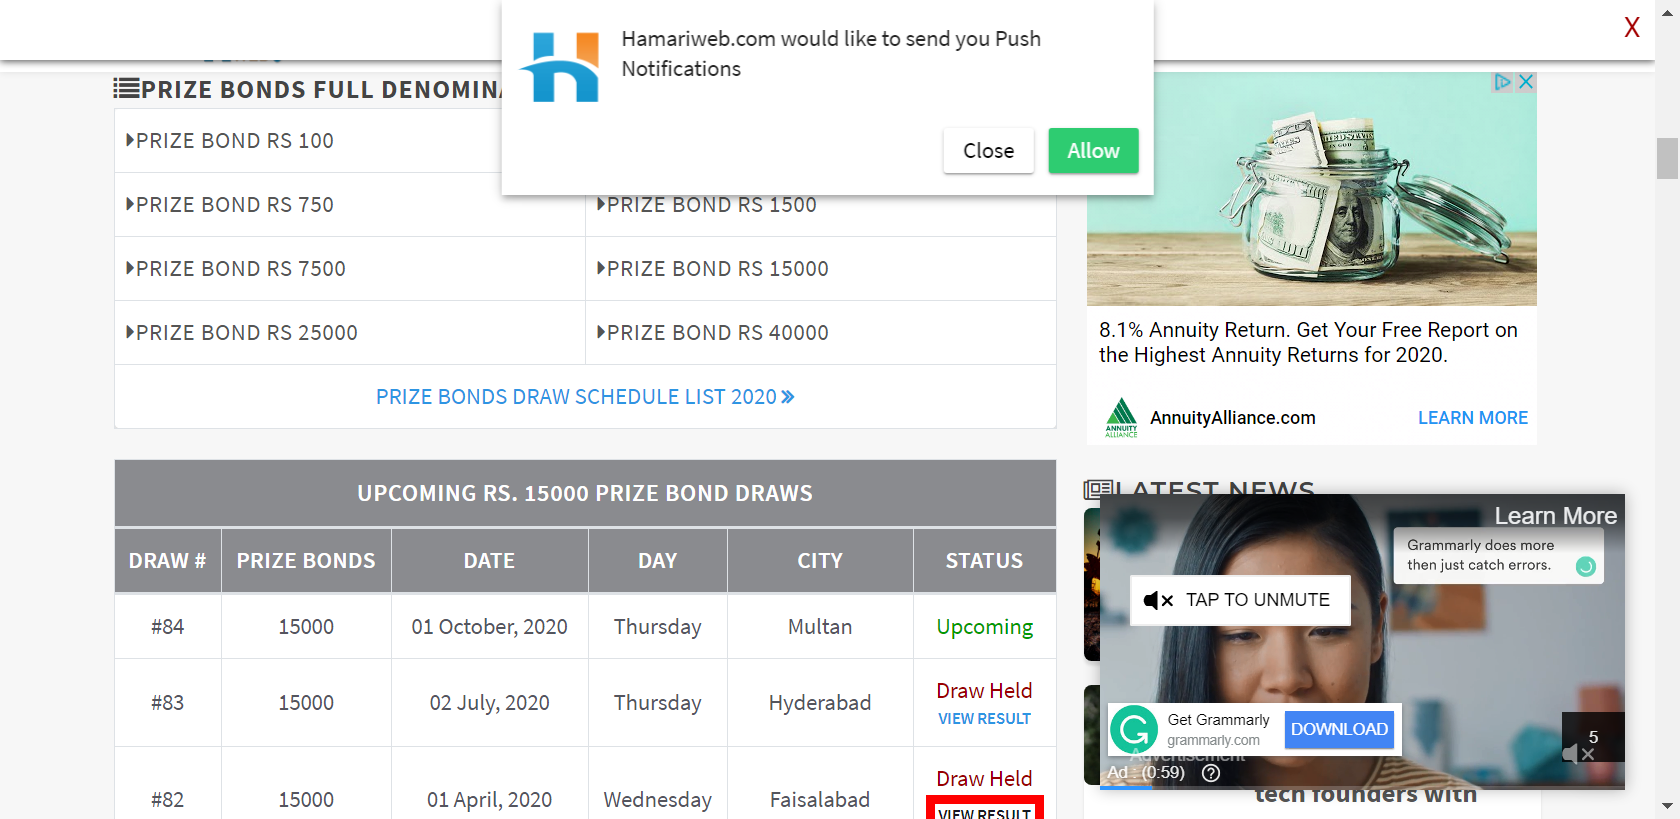 Hamariweb.com would like to send you Push
Notifications
Close
Allow
X
PRIZE BONDS FULL DENOMINA
PRIZE BOND RS 100
PRIZE BOND RS 750
PRIZE BOND RS 1500
PRIZE BOND RS 7500
PRIZE BOND RS 15000
PRIZE BOND RS 25000
PRIZE BOND RS 40000
PRIZE BONDS DRAW SCHEDULE LIST 2020
UPCOMING RS. 15000 PRIZE BOND DRAWS
DRAW # PRIZE BONDS DATE DAY CITY STATUS
#84 15000 01 October, 2020 Thursday Multan Upcoming
#83 15000 02 July, 2020 Thursday Hyderabad Draw Held
VIEW RESULT
#82 15000 01 April, 2020 Wednesday Faisalabad Draw Held
VIEW RESULT
8.1% Annuity Return. Get Your Free Report on
the Highest Annuity Returns for 2020.
ANNUITY
ALLIANCE
AnnuityAlliance.com
LEARN MORE
LATEST NEWS
Learn More
Grammarly does more
then just catch errors.
TAP TO UNMUTE
Get Grammarly
grammarly.com
DOWNLOAD
5
Advertisement
Ad : (0:59)
tech founders with